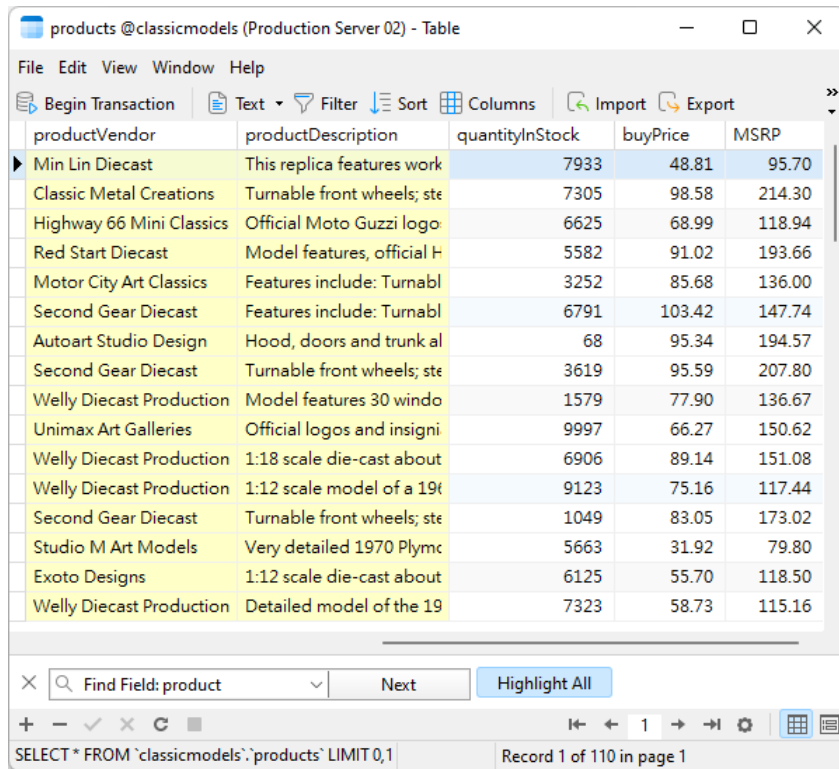 products @classicmodels (Production Server 02) - Table
File Edit View Window Help
Begin Transaction Text Filter Sort Columns Import Export
productVendor productDescription quantityInStock buyPrice MSRP
Min Lin Diecast This replica features work 7933 48.81 95.70
Classic Metal Creations Turnable front wheels; ste 7305 98.58 214.30
Highway 66 Mini Classics Official Moto Guzzi logo 6625 68.99 118.94
Red Start Diecast Model features, official H 5582 91.02 193.66
Motor City Art Classics Features include: Turnabl 3252 85.68 136.00
Second Gear Diecast Features include: Turnabl 6791 103.42 147.74
Autoart Studio Design Hood, doors and trunk al 68 95.34 194.57
Second Gear Diecast Turnable front wheels; ste 3619 95.59 207.80
Welly Diecast Production Model features 30 windo 1579 77.90 136.67
Unimax Art Galleries Official logos and insigni 9997 66.27 150.62
Welly Diecast Production 1:18 scale die-cast about 6906 89.14 151.08
Welly Diecast Production 1:12 scale model of a 196 9123 75.16 117.44
Second Gear Diecast Turnable front wheels; ste 1049 83.05 173.02
Studio M Art Models Very detailed 1970 Plymo 5663 31.92 79.80
Exoto Designs 1:12 scale die-cast about 6125 55.70 118.50
Welly Diecast Production Detailed model of the 19 7323 58.73 115.16
Find Field: product Next Highlight All
1
SELECT * FROM `classicmodels`.`products` LIMIT 0,1 Record 1 of 110 in page 1